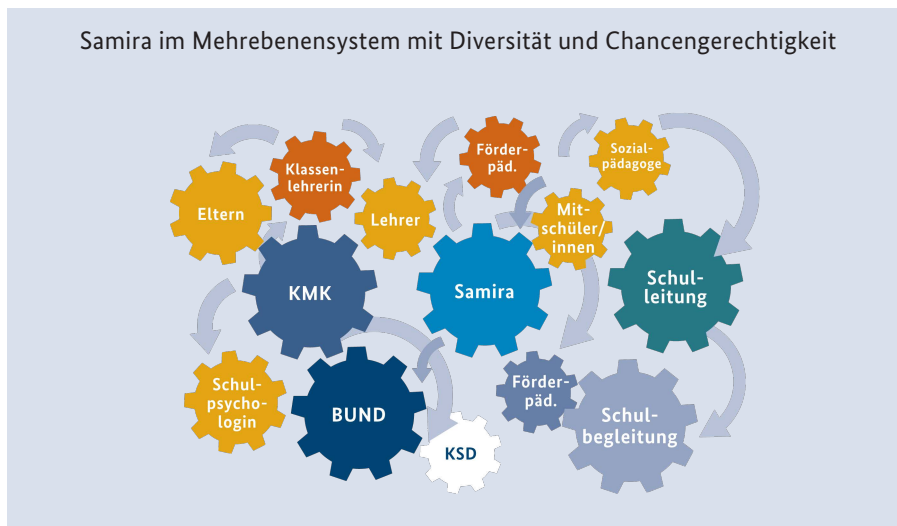 Samira im Mehrebenensystem mit Diversität und Chancengerechtigkeit
Eltern
Klassen-
lehrerin
Lehrer
Förder-
päd.
Mit-
schüler/
innen
Sozial-
pädagoge
KMK
Samira
Schul-
leitung
Schul-
psycho-
login
BUND
KSD
Förder-
päd.
Schul-
begleitung